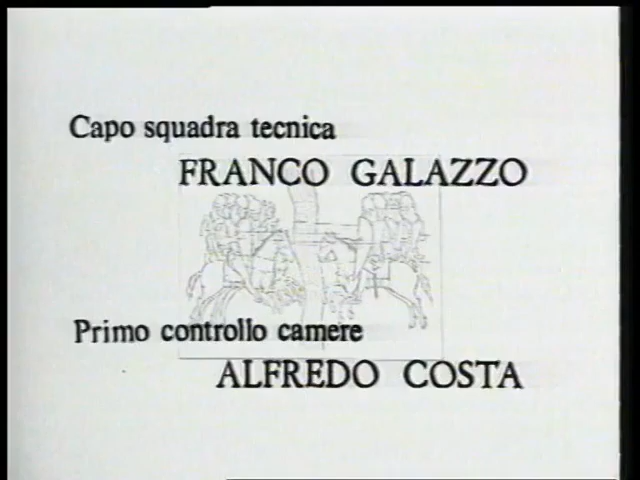 Capo squadra tecnica
FRANCO GALAZZO
Primo controllo camere
ALFREDO COSTA